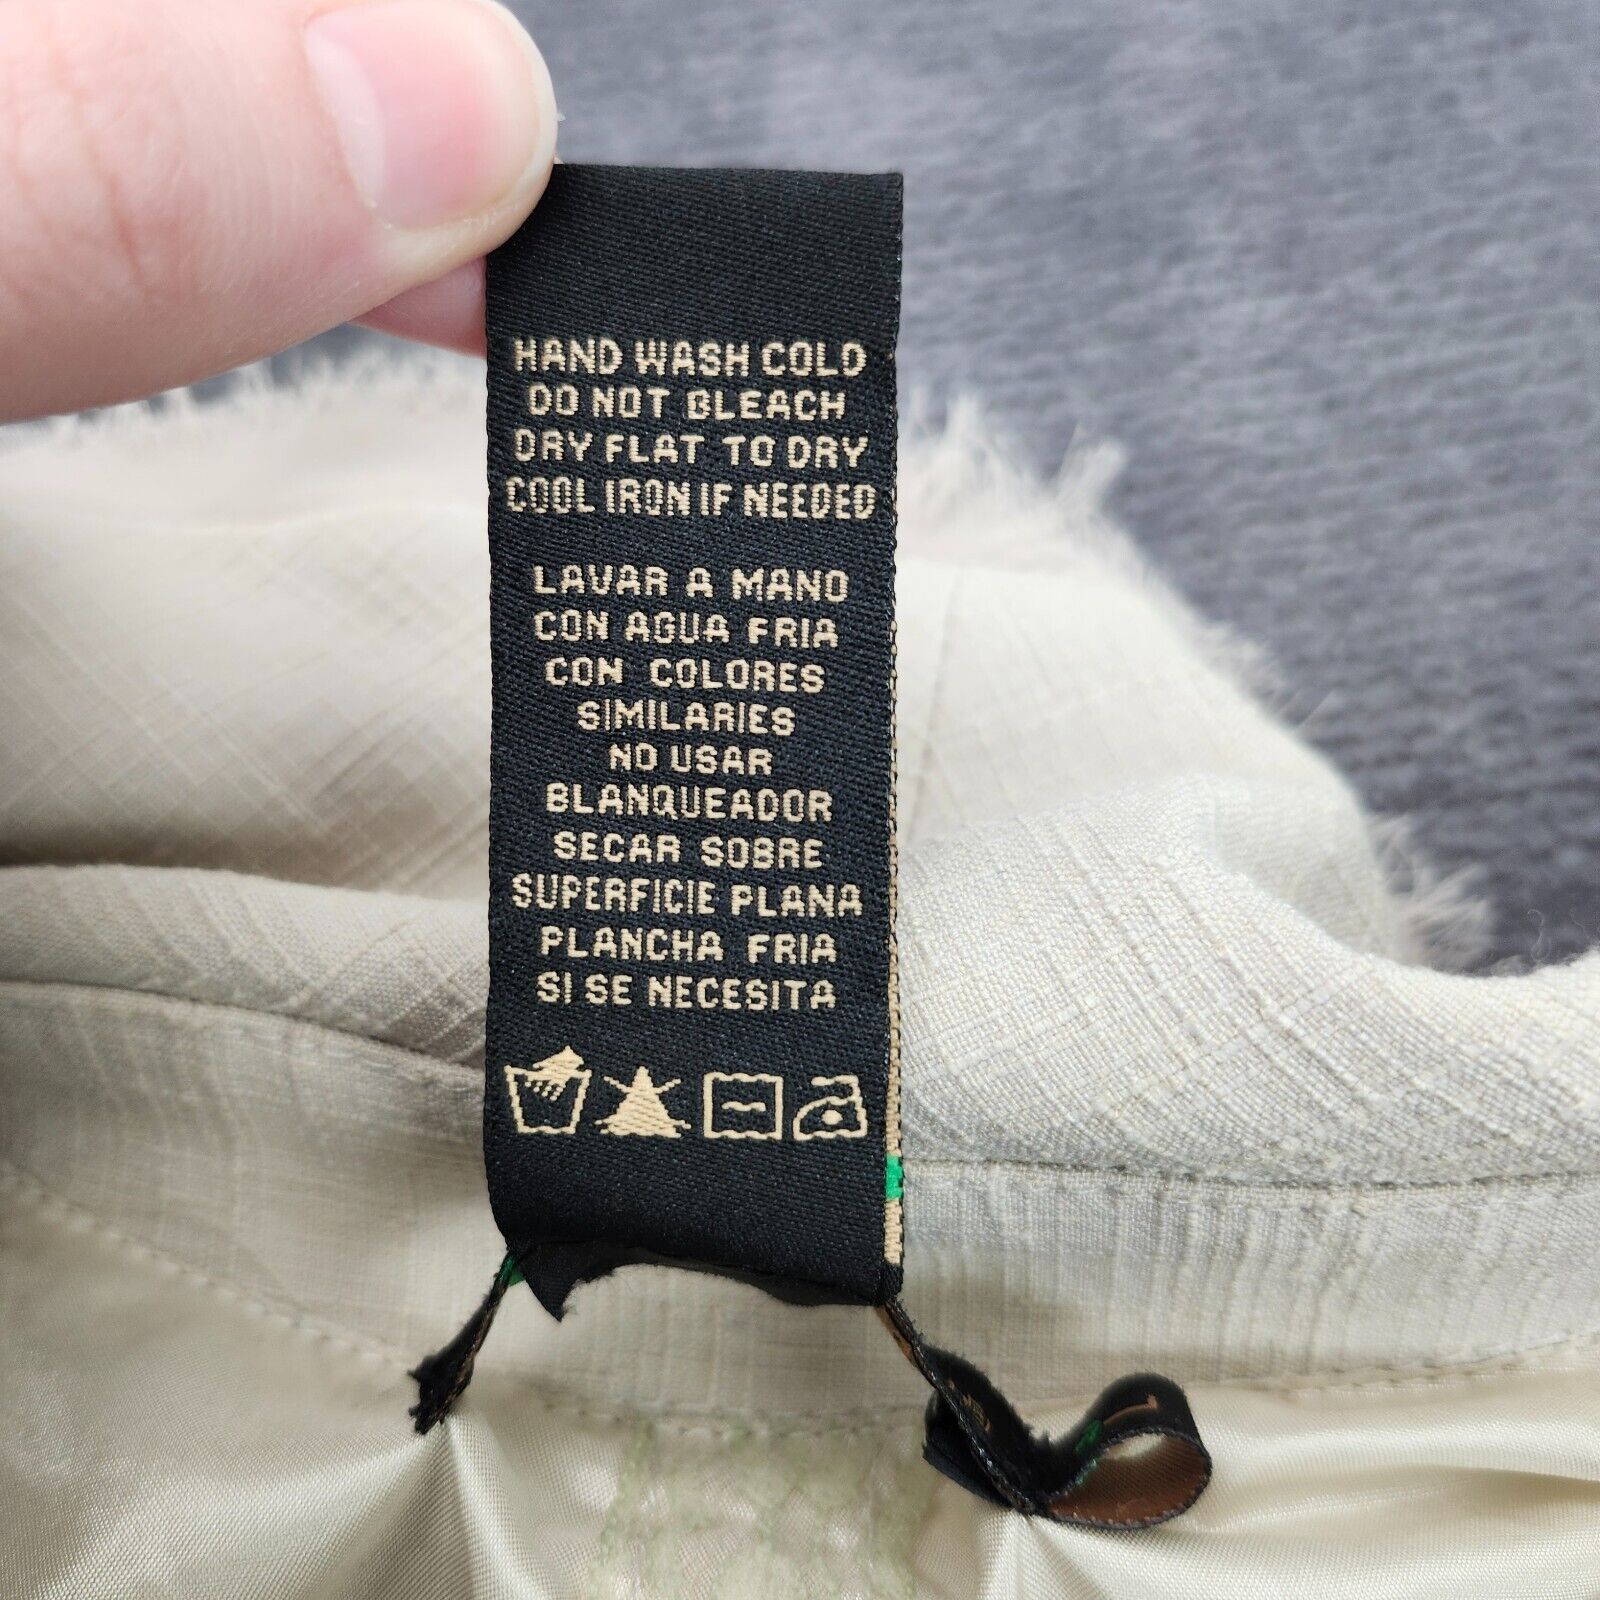 HAND WASH COLD
DO NOT BLEACH
DRY FLAT TO DRY
COOL IRON IF NEEDED
LAVAR A MANO
CON AGUA FRIA
CON COLORES
SIMILARIES
NO USAR
BLANQUEADOR
SECAR SOBRE
SUPERFICIE PLANA
PLANCHA FRIA
SI SE NECESITA